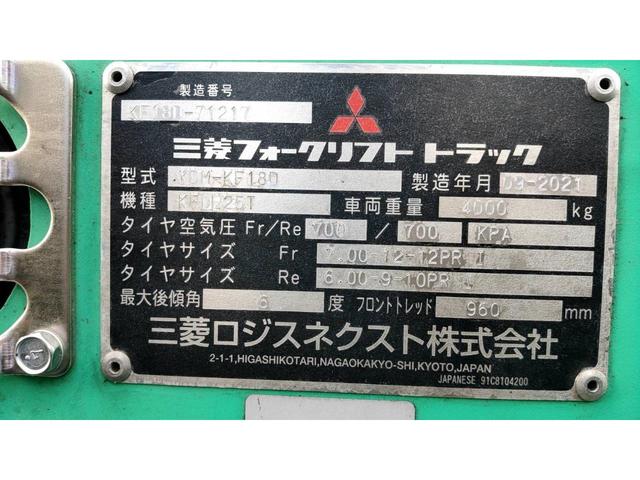 製造番号
KF18D-71217
三菱フォークリフト トラック
型式 YDM-KF18D 製造年月 09-2021
機種 KFDR25T 車両重量 4000 kg
タイヤ空気圧 Fr/Re 700 / 700 KPA
タイヤサイズ Fr 7.00-12-12PR I
タイヤサイズ Re 6.00-9-10PR I
最大後傾角 6 度 フロントトレッド 960 mm
三菱ロジスネクスト株式会社
2-1-1,HIGASHIKOTARI,NAGAOKAKYO-SHI,KYOTO,JAPAN
JAPANESE 91C8104200